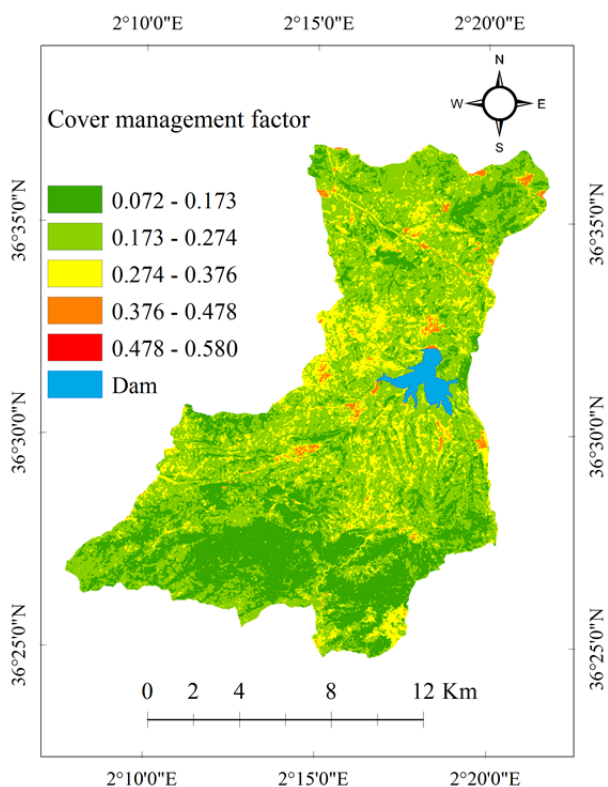 2°10'0"E 2°15'0"E 2°20'0"E
N
W E
S
Cover management factor
0.072 - 0.173
0.173 - 0.274
0.274 - 0.376
0.376 - 0.478
0.478 - 0.580
Dam
36°35'0"N 36°35'0"N
36°30'0"N 36°30'0"N
36°25'0"N 36°25'0"N
0 2 4 8 12 Km
2°10'0"E 2°15'0"E 2°20'0"E